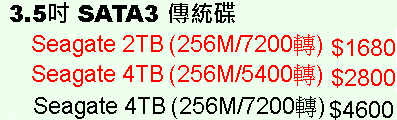 3.5吋 SATA3 傳統碟
Seagate 2TB (256M/7200轉) $1680
Seagate 4TB (256M/5400轉) $2800
Seagate 4TB (256M/7200轉) $4600